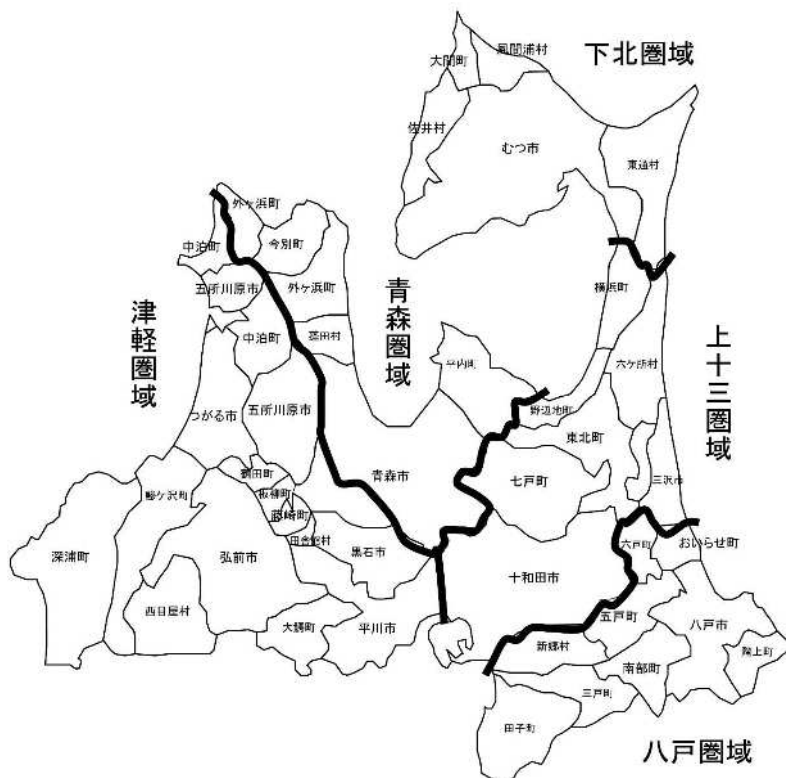 風間浦村
大間町
下北圏域
佐井村
むつ市
東通村
外ヶ浜町
中泊町
今別町
五所川原市
外ヶ浜町
横浜町
津軽圏域
青森圏域
中泊町
蓬田村
平内町
六ケ所村
上十三圏域
つがる市
五所川原市
野辺地町
東北町
青森市
七戸町
三沢市
鶴田町
板柳町
鰺ケ沢町
藤崎町
田舎館村
黒石市
六戸町
おいらせ町
深浦町
弘前市
十和田市
西目屋村
大鰐町
平川市
五戸町
八戸市
新郷村
南部町
階上町
三戸町
田子町
八戸圏域